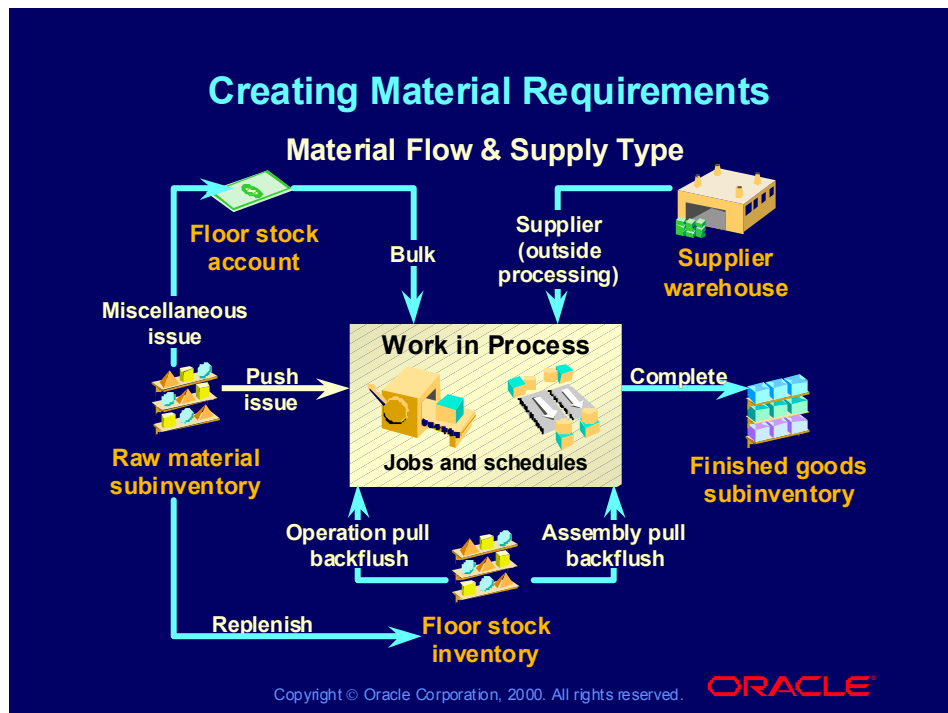 Creating Material Requirements
Material Flow & Supply Type
Floor stock
account
Bulk
Supplier
(outside
processing)
Supplier
warehouse
Miscellaneous
issue
Push
issue
Raw material
subinventory
Work in Process
Jobs and schedules
Complete
Finished goods
subinventory
Operation pull
backflush
Assembly pull
backflush
Replenish
Floor stock
inventory
Copyright © Oracle Corporation, 2000. All rights reserved.
ORACLE®